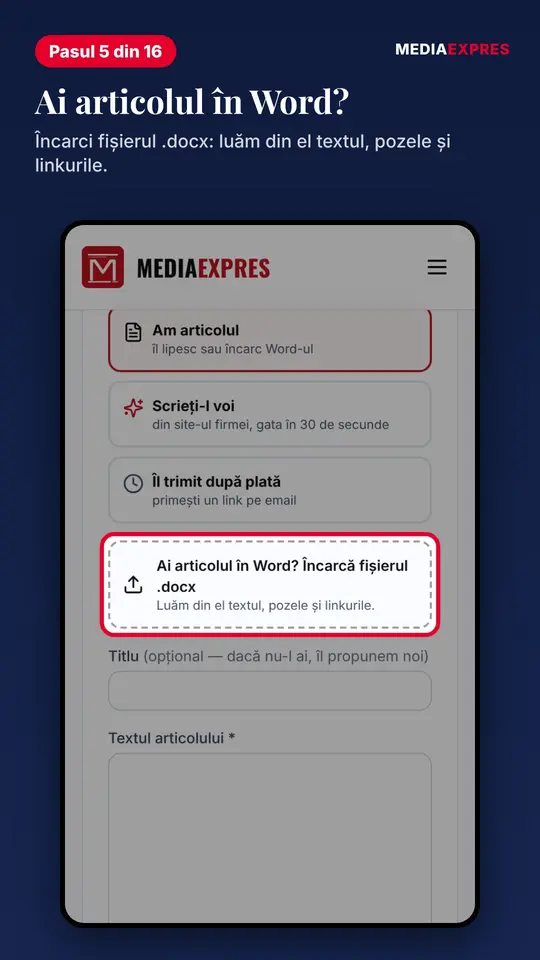 Pasul 5 din 16
MEDIAEXPRES
Ai articolul în Word?
Încarci fișierul .docx: luăm din el textul, pozele și
linkurile.
M MEDIAEXPRES
Am articolul
îl lipesc sau încarc Word-ul
Scrieți-l voi
din site-ul firmei, gata în 30 de secunde
Îl trimit după plată
primești un link pe email
Ai articolul în Word? Încarcă fișierul
.docx
Luăm din el textul, pozele și linkurile.
Titlu (opțional — dacă nu-l ai, îl propunem noi)
Textul articolului *